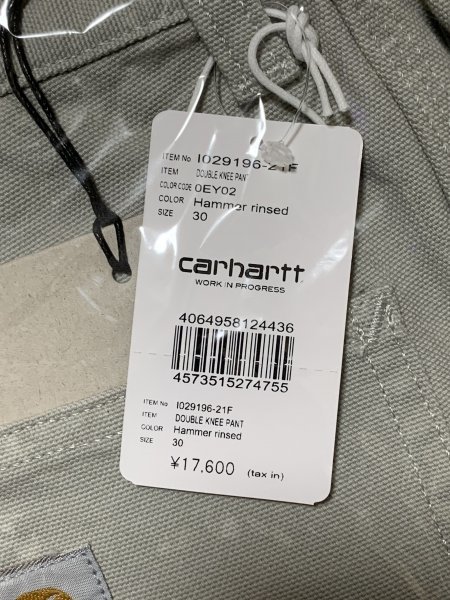 ITEM No I029196-21F
ITEM DOUBLE KNEE PANT
COLOR CODE 0EY02
COLOR Hammer rinsed
SIZE 30
carhartt
WORK IN PROGRESS
4064958124436
4573515274755
ITEM No I029196-21F
ITEM DOUBLE KNEE PANT
COLOR Hammer rinsed
SIZE 30
¥17,600 (tax in)